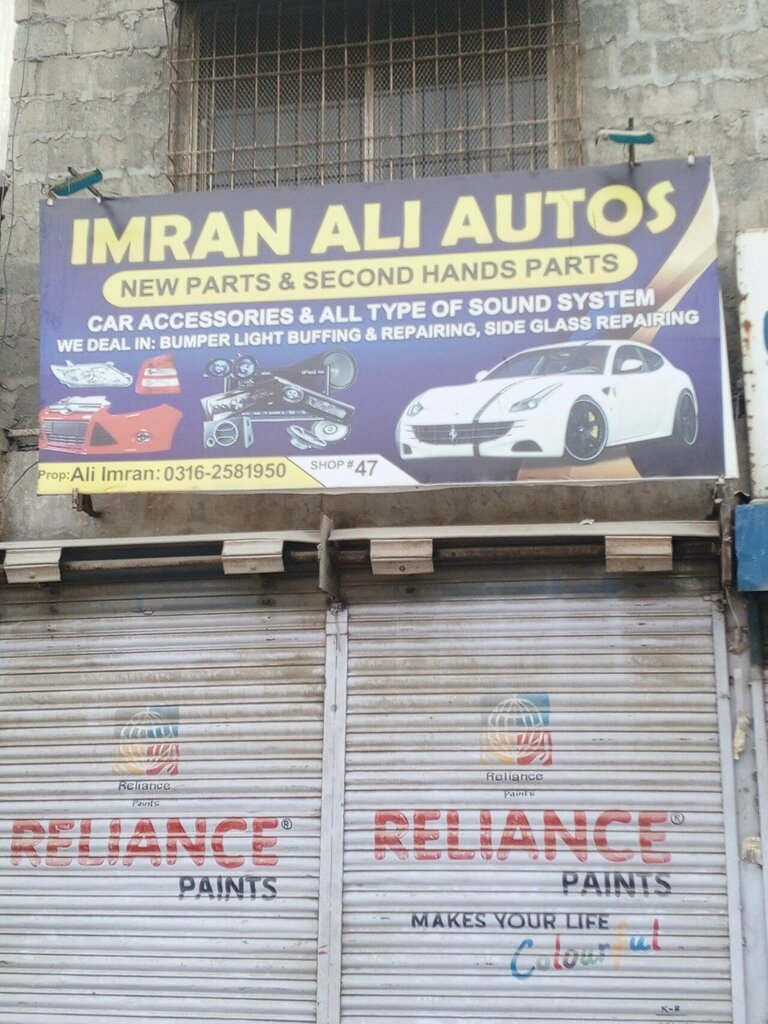 IMRAN ALI AUTOS
NEW PARTS & SECOND HANDS PARTS
CAR ACCESSORIES & ALL TYPE OF SOUND SYSTEM
WE DEAL IN: BUMPER LIGHT BUFFING & REPAIRING, SIDE GLASS REPAIRING
Prop: Ali Imran: 0316-2581950
SHOP # 47
Reliance
Paints
RELIANCE®
PAINTS
Reliance
Paints
RELIANCE®
PAINTS
MAKES YOUR LIFE
Colourful